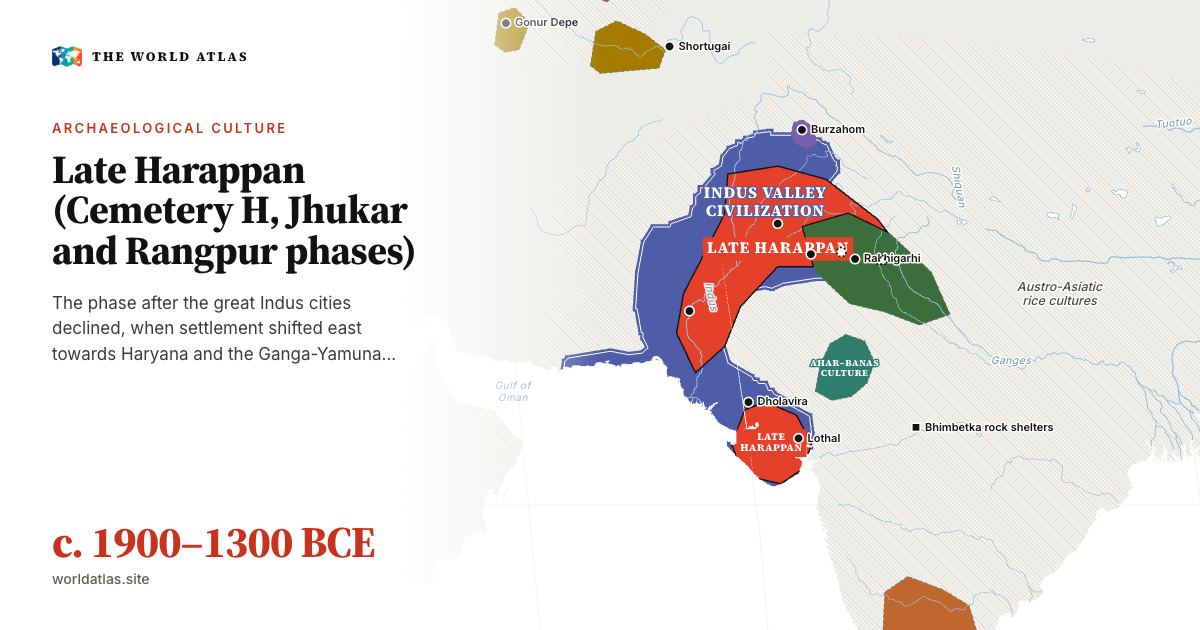 THE WORLD ATLAS
ARCHAEOLOGICAL CULTURE
Late Harappan
(Cemetery H, Jhukar
and Rangpur phases)
The phase after the great Indus cities
declined, when settlement shifted east
towards Haryana and the Ganga-Yamuna...
c. 1900–1300 BCE
worldatlas.site
Gonur Depe
Shortugai
Burzahom
Tuotuo
Shiquan
INDUS VALLEY
CIVILIZATION
LATE HARAPPAN
Rakhigarhi
Austro-Asiatic
rice cultures
Indus
Ganges
AHAR–BANAS
CULTURE
Gulf of
Oman
Dholavira
Bhimbetka rock shelters
LATE
HARAPPAN
Lothal